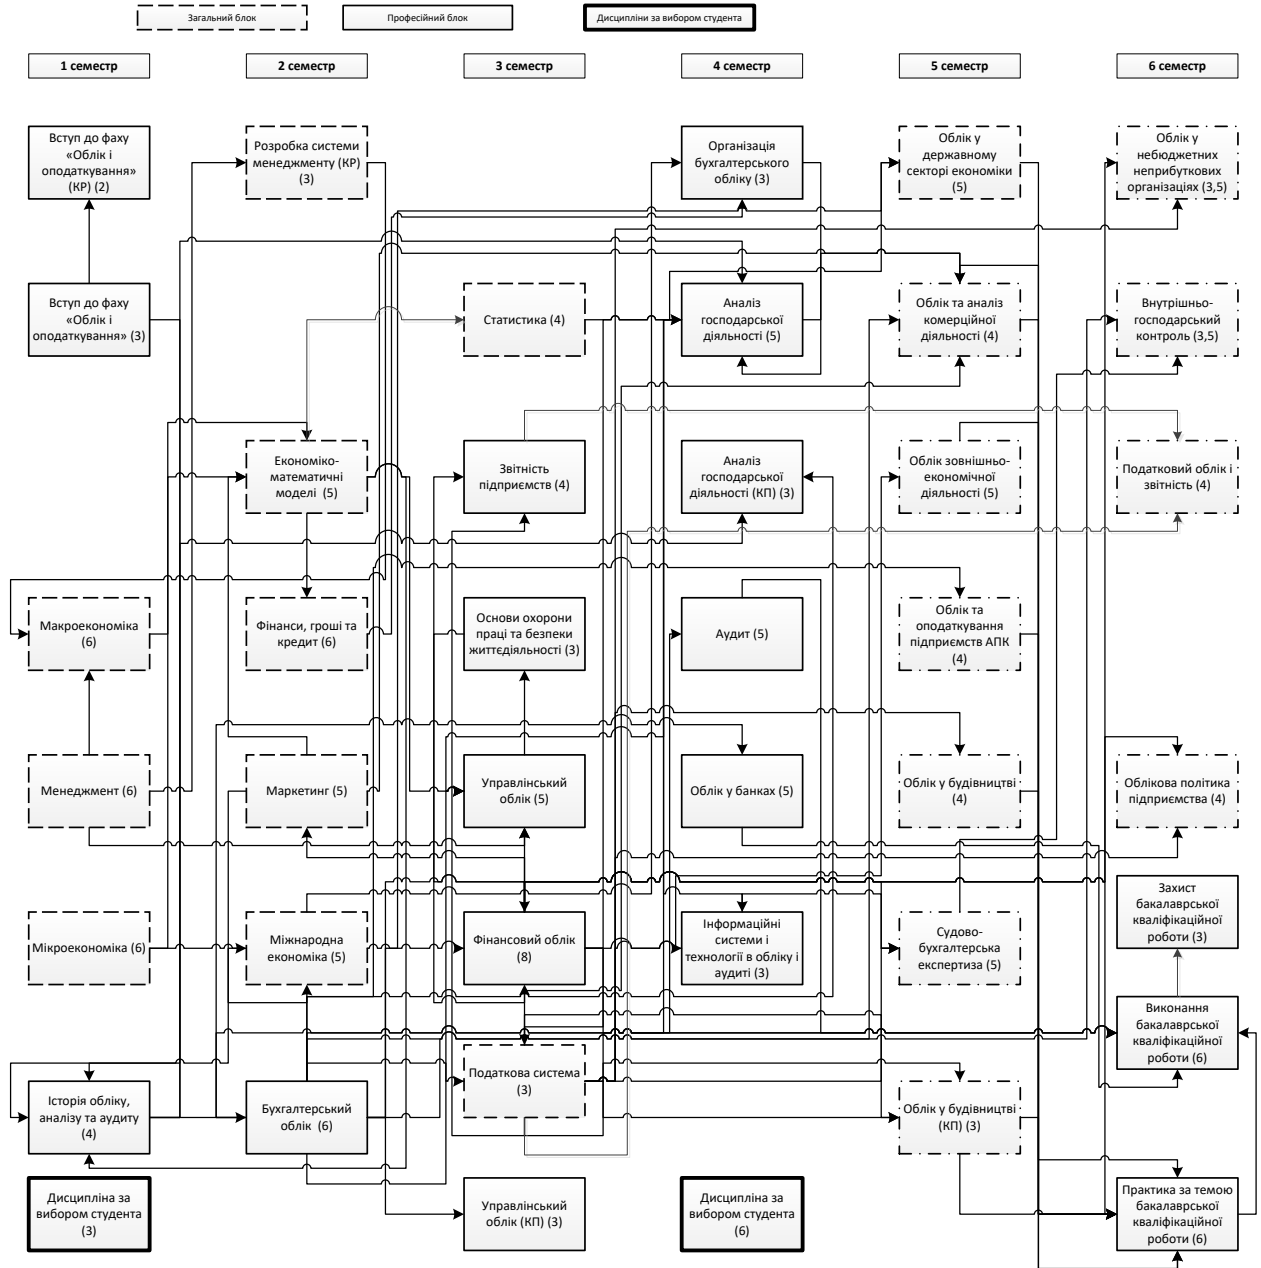 Загальний блок
Професійний блок
Дисципліни за вибором студента
1 семестр
2 семестр
3 семестр
4 семестр
5 семестр
6 семестр
Вступ до фаху
«Облік і
оподаткування»
(КР) (2)
Розробка системи
менеджменту (КР)
(3)
Організація
бухгалтерського
обліку (3)
Облік у
державному
секторі економіки
(5)
Облік у
небюджетних
неприбуткових
організаціях (3,5)
Вступ до фаху
«Облік і
оподаткування» (3)
Статистика (4)
Аналіз
господарської
діяльності (5)
Облік та аналіз
комерційної
діяльності (4)
Внутрішньо-
господарський
контроль (3,5)
Економіко-
математичні
моделі (5)
Звітність
підприємств (4)
Аналіз
господарської
діяльності (КП) (3)
Облік зовнішньо-
економічної
діяльності (5)
Податковий облік і
звітність (4)
Макроекономіка
(6)
Фінанси, гроші та
кредит (6)
Основи охорони
праці та безпеки
життєдіяльності (3)
Аудит (5)
Облік та
оподаткування
підприємств АПК
(4)
Менеджмент (6)
Маркетинг (5)
Управлінський
облік (5)
Облік у банках (5)
Облік у будівництві
(4)
Облікова політика
підприємства (4)
Захист
бакалаврської
кваліфікаційної
роботи (3)
Мікроекономіка (6)
Міжнародна
економіка (5)
Фінансовий облік
(8)
Інформаційні
системи і
технології в обліку і
аудиті (3)
Судово-
бухгалтерська
експертиза (5)
Виконання
бакалаврської
кваліфікаційної
роботи (6)
Історія обліку,
аналізу та аудиту
(4)
Бухгалтерський
облік (6)
Податкова система
(3)
Облік у будівництві
(КП) (3)
Дисципліна за
вибором студента
(3)
Управлінський
облік (КП) (3)
Дисципліна за
вибором студента
(6)
Практика за темою
бакалаврської
кваліфікаційної
роботи (6)